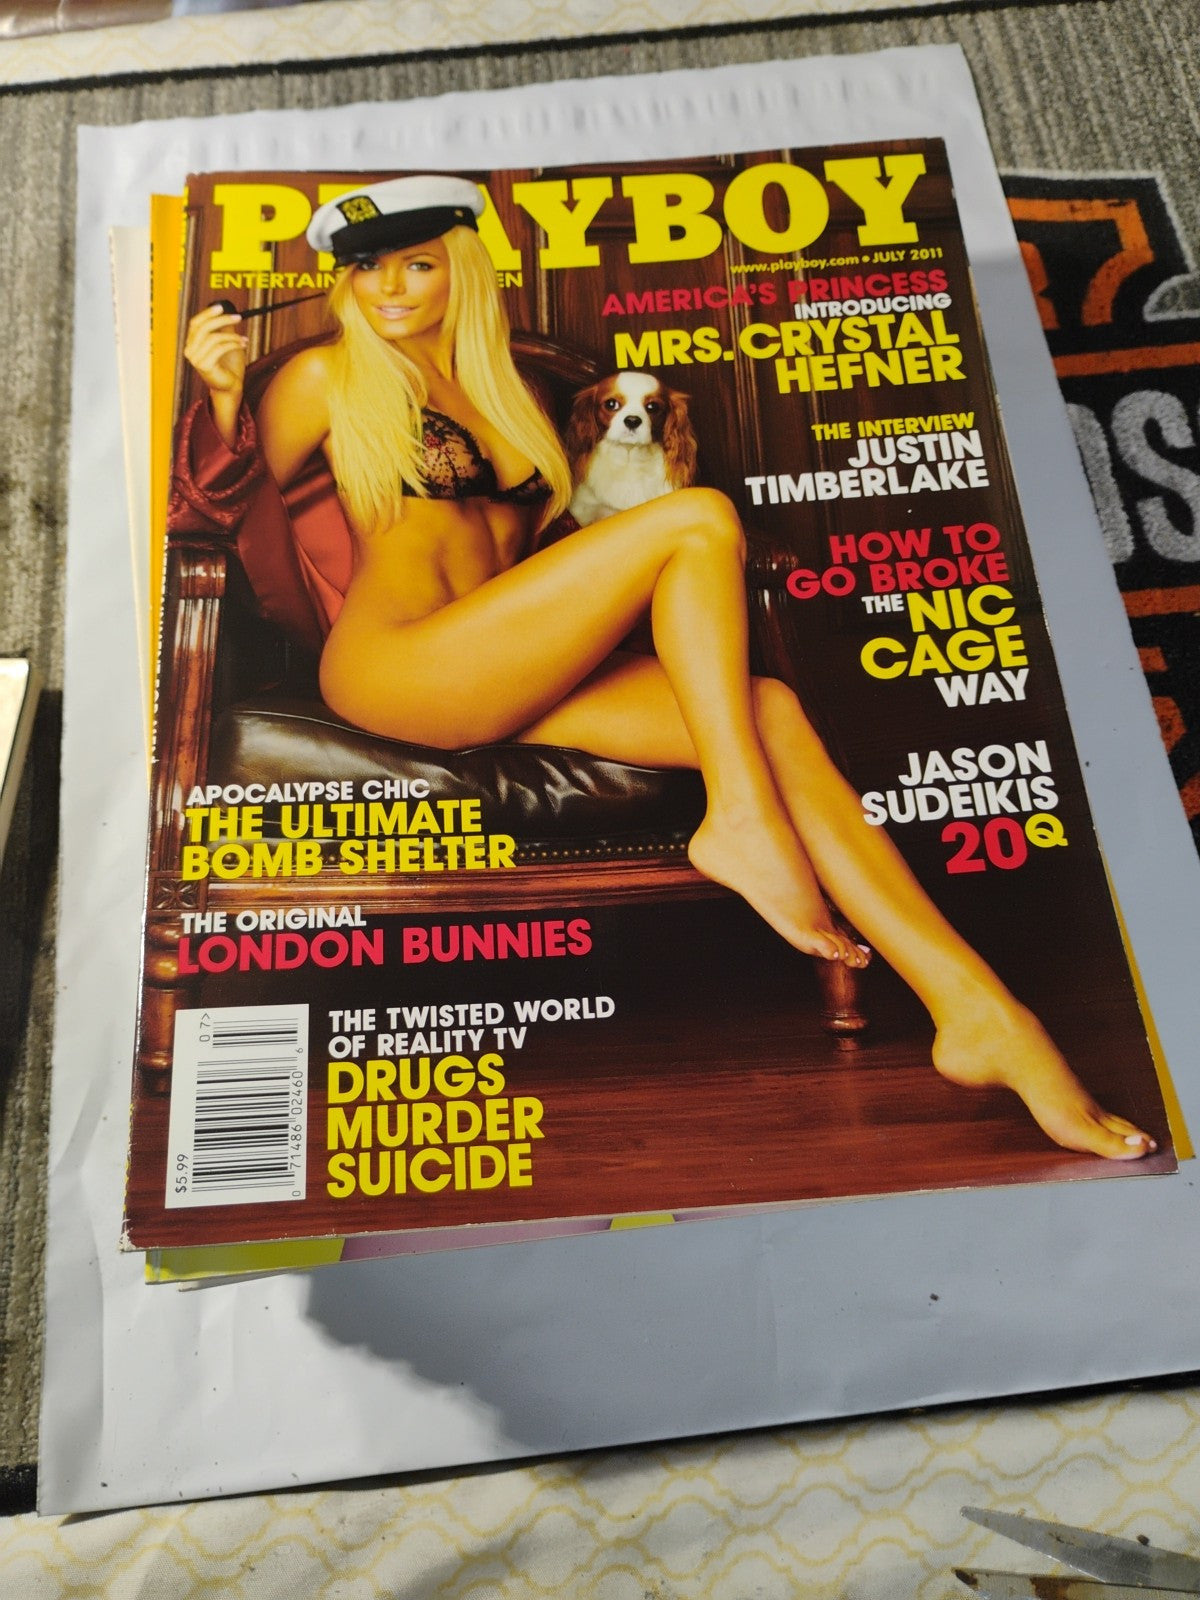 PLAYBOY
ENTERTAIN EN
www.playboy.com • JULY 2011
AMERICA'S PRINCESS
INTRODUCING
MRS. CRYSTAL
HEFNER
THE INTERVIEW
JUSTIN
TIMBERLAKE
HOW TO
GO BROKE
THE NIC
CAGE
WAY
JASON
SUDEIKIS
20Q
APOCALYPSE CHIC
THE ULTIMATE
BOMB SHELTER
THE ORIGINAL
LONDON BUNNIES
THE TWISTED WORLD
OF REALITY TV
DRUGS
MURDER
SUICIDE
$5.99
07>
0 71486 02460 6